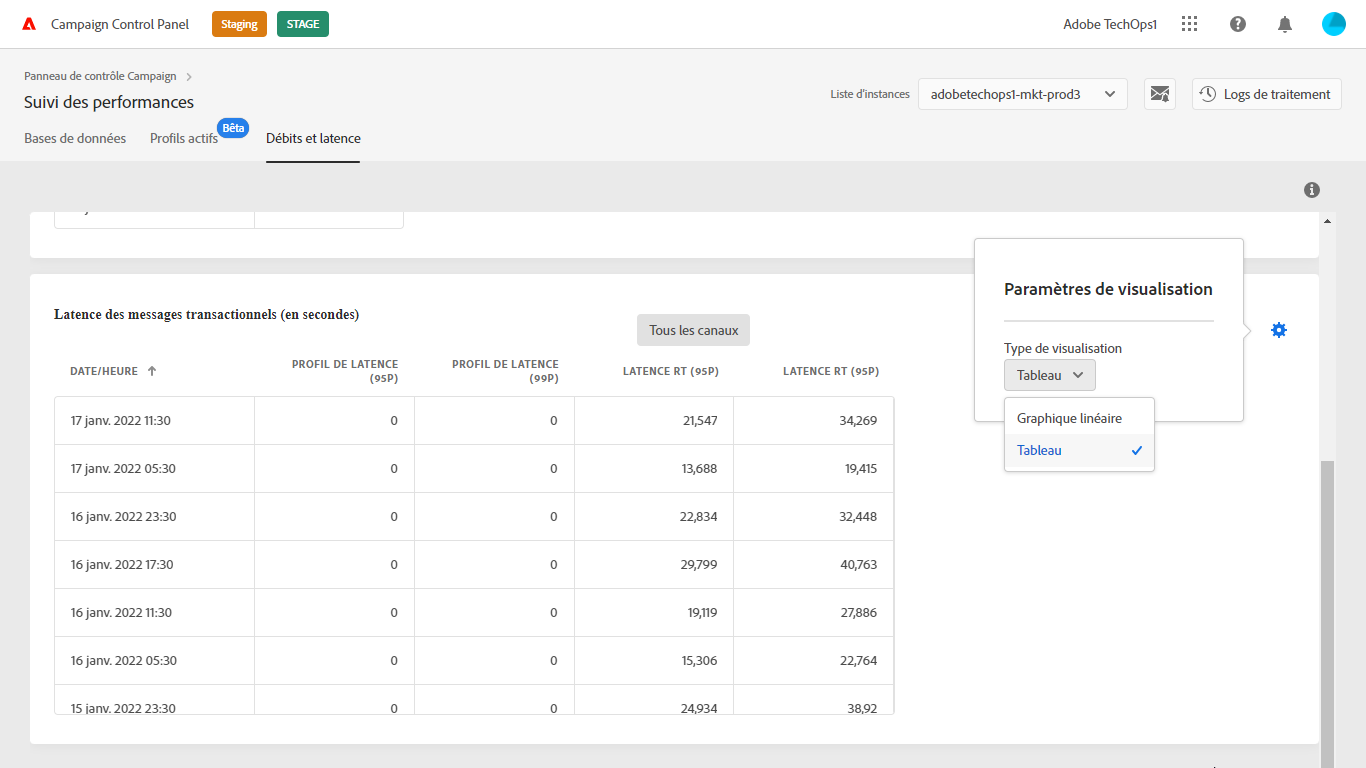 Campaign Control Panel Staging STAGE Adobe TechOps1
Panneau de contrôle Campaign
Suivi des performances
Liste d'instances adobetechops1-mkt-prod3 Logs de traitement
Bases de données Profils actifs Bêta Débits et latence
Paramètres de visualisation
Type de visualisation
Tableau
Graphique linéaire
Tableau
Latence des messages transactionnels (en secondes)
Tous les canaux
DATE/HEURE PROFIL DE LATENCE (95P) PROFIL DE LATENCE (99P) LATENCE RT (95P) LATENCE RT (95P)
17 janv. 2022 11:30 0 0 21,547 34,269
17 janv. 2022 05:30 0 0 13,688 19,415
16 janv. 2022 23:30 0 0 22,834 32,448
16 janv. 2022 17:30 0 0 29,799 40,763
16 janv. 2022 11:30 0 0 19,119 27,886
16 janv. 2022 05:30 0 0 15,306 22,764
15 janv. 2022 23:30 0 0 24,934 38,92